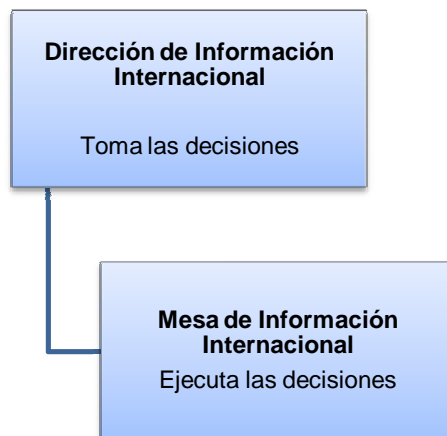 Dirección de Información
Internacional
Toma las decisiones
Mesa de Información
Internacional
Ejecuta las decisiones